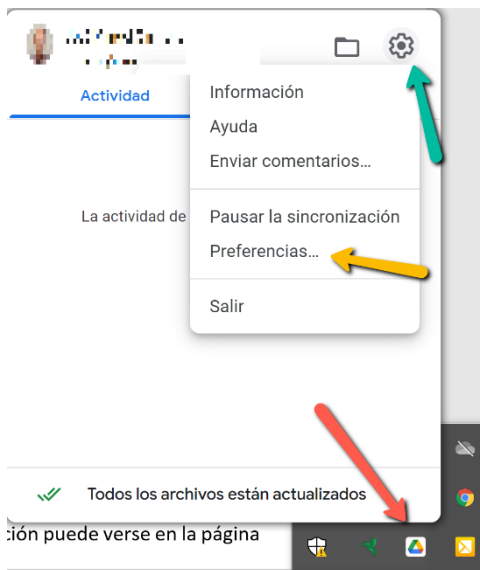 Actividad
Información
Ayuda
Enviar comentarios...
La actividad de
Pausar la sincronización
Preferencias...
Salir
Todos los archivos están actualizados
ción puede verse en la página